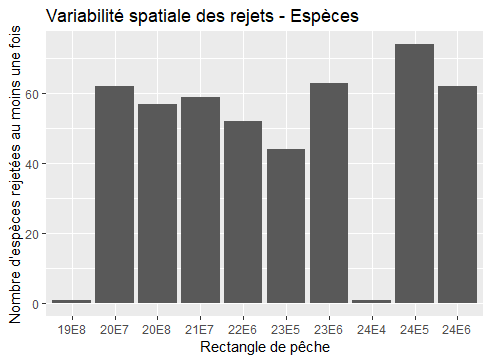 Variabilité spatiale des rejets - Espèces
Nombre d'espèces rejetées au moins une fois
60
40
20
0
19E8 20E7 20E8 21E7 22E6 23E5 23E6 24E4 24E5 24E6
Rectangle de pêche